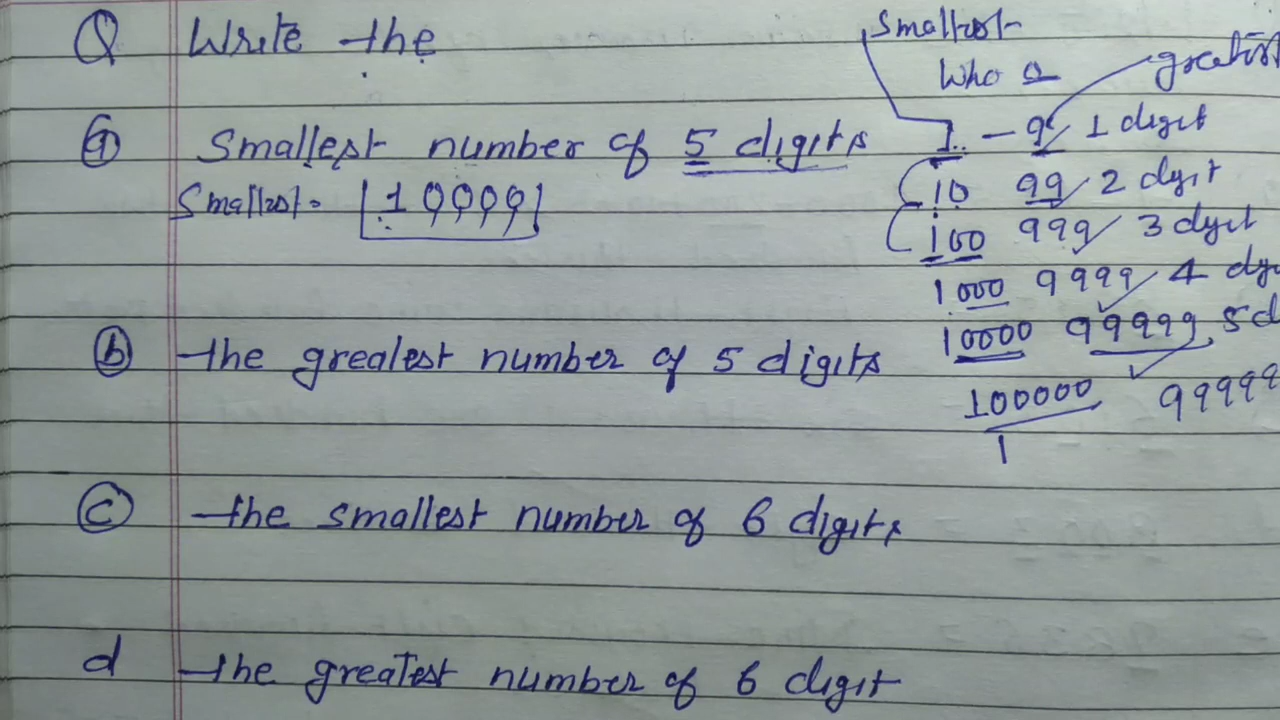 Q Write the
Smallest
Who a
greatest
a Smallest number of 5 digits
1 - 9 1 digit
Smallest = 10000
10 99 2 digit
100 999 3 digit
1000 9999 4
b the greatest number of 5 digits
10000 99999 5 d
100000 99999
1
c the smallest number of 6 digits
d the greatest number of 6 digit